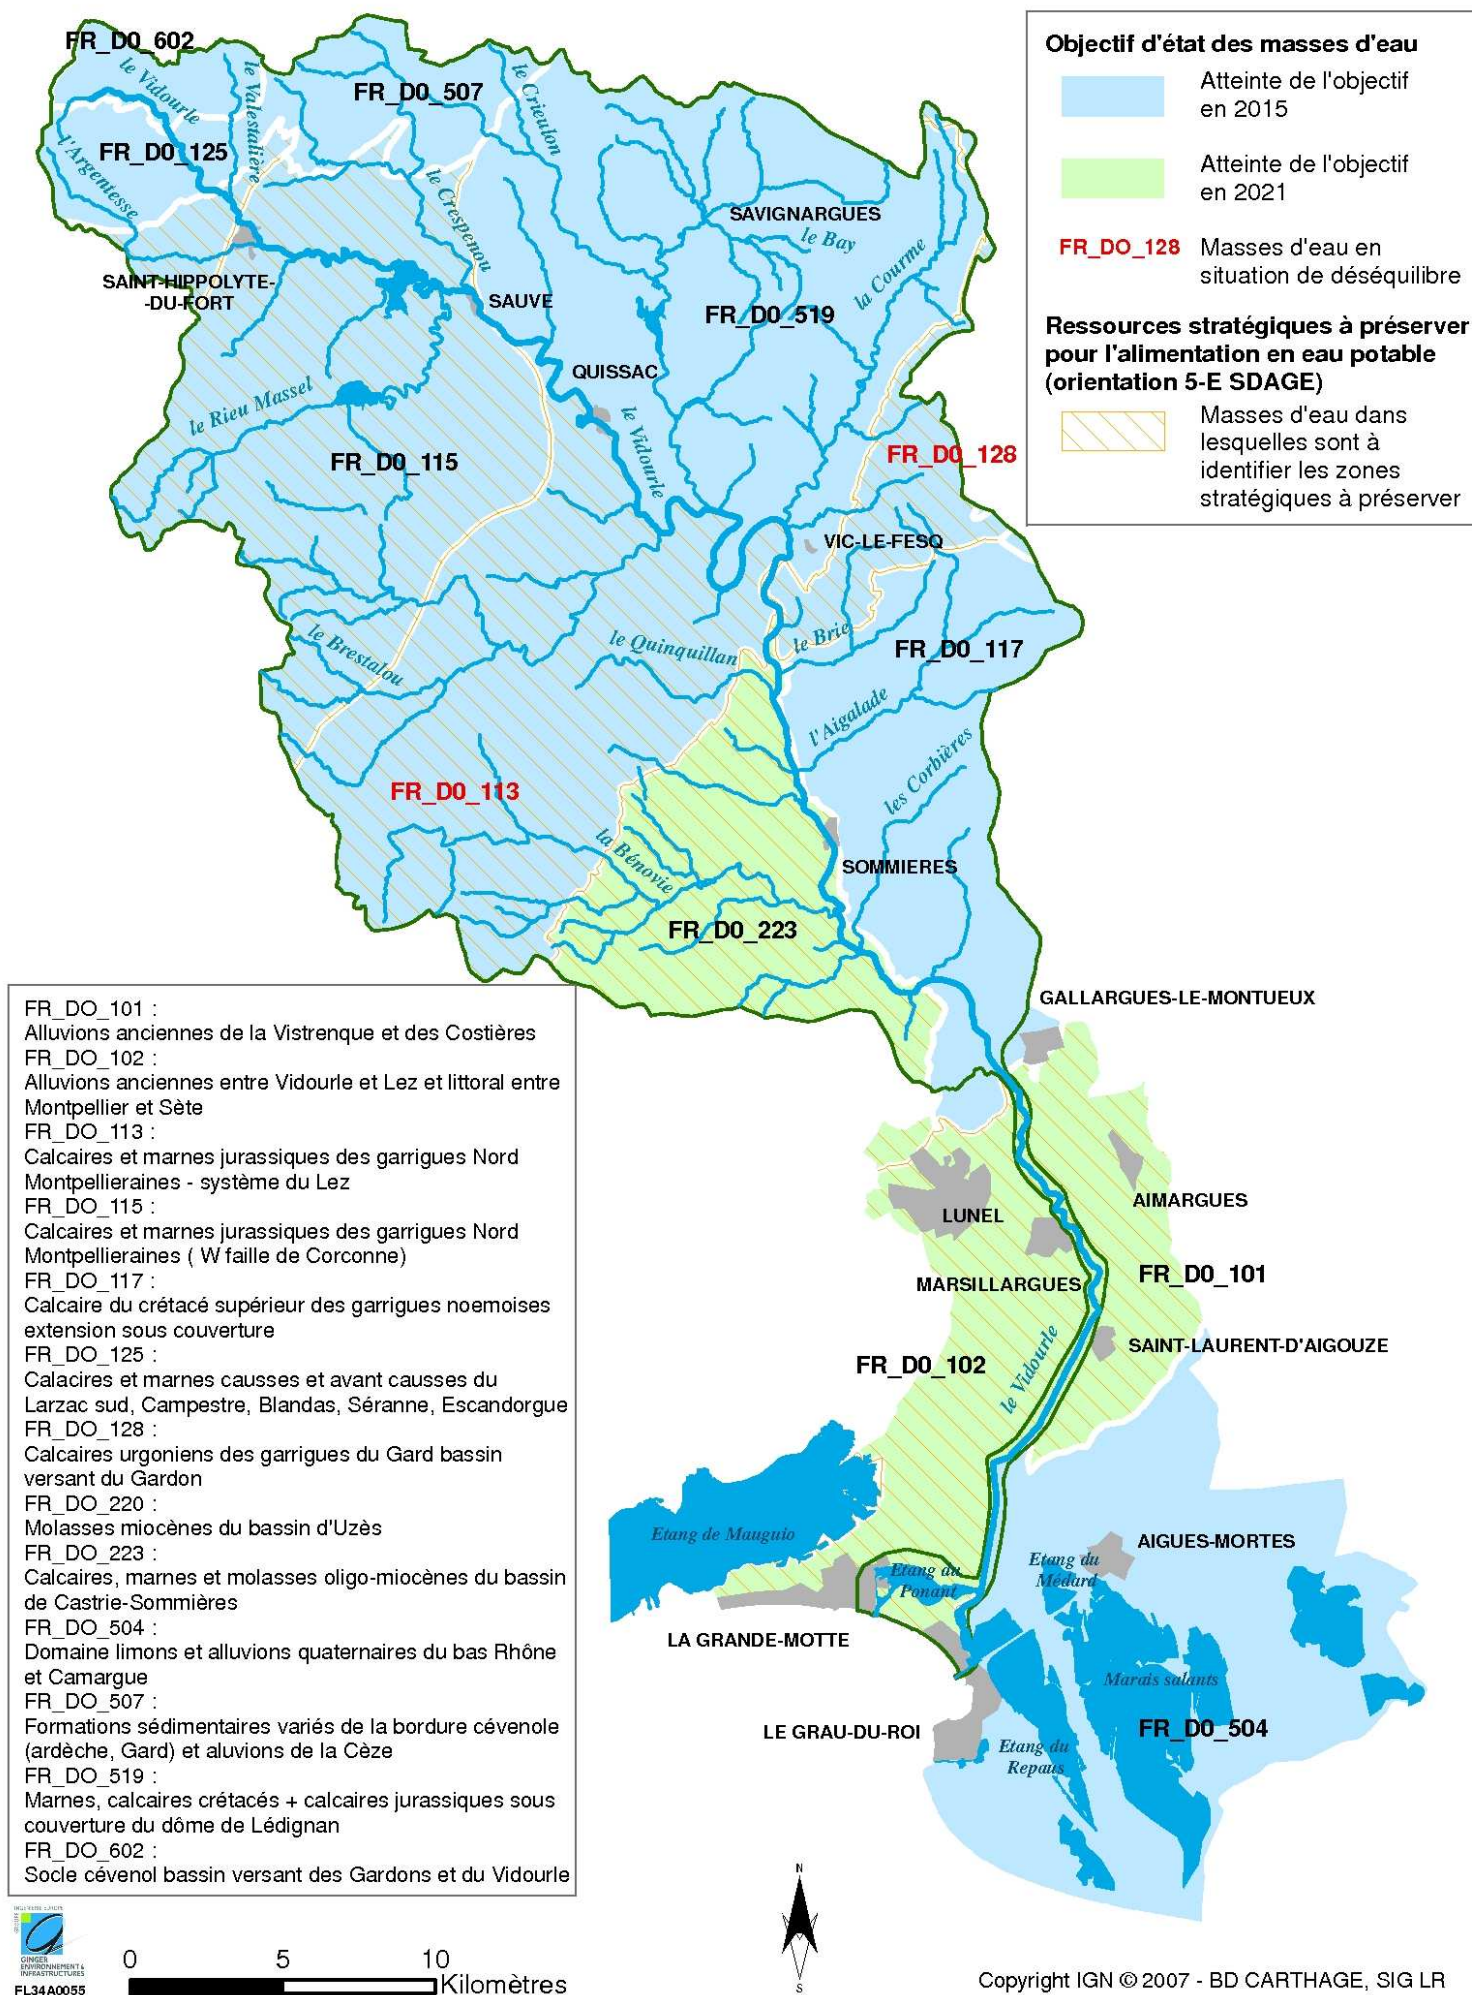 FR_D0_602
le Vidourle
le Valestalière
FR_D0_507
le Crieulon
FR_D0_125
l'Argentesse
le Crespenou
SAVIGNARGUES
le Bay
la Courme
SAINT-HIPPOLYTE-
-DU-FORT
SAUVE
FR_D0_519
QUISSAC
le Rieu Massel
le Vidourle
FR_D0_115
FR_D0_128
VIC-LE-FESQ
le Brestalou
le Quinquillan
le Brie
FR_D0_117
l'Aigalade
les Corbières
FR_D0_113
la Bénovie
SOMMIERES
FR_D0_223
GALLARGUES-LE-MONTUEUX
AIMARGUES
LUNEL
FR_D0_101
MARSILLARGUES
SAINT-LAURENT-D'AIGOUZE
FR_D0_102
le Vidourle
Etang de Mauguio
Etang du
Ponant
Etang du
Médard
AIGUES-MORTES
LA GRANDE-MOTTE
Marais salants
LE GRAU-DU-ROI
FR_D0_504
Etang du
Repaus
Objectif d'état des masses d'eau
Atteinte de l'objectif
en 2015
Atteinte de l'objectif
en 2021
FR_DO_128 Masses d'eau en
situation de déséquilibre
Ressources stratégiques à préserver
pour l'alimentation en eau potable
(orientation 5-E SDAGE)
Masses d'eau dans
lesquelles sont à
identifier les zones
stratégiques à préserver
FR_DO_101 :
Alluvions anciennes de la Vistrenque et des Costières
FR_DO_102 :
Alluvions anciennes entre Vidourle et Lez et littoral entre
Montpellier et Sète
FR_DO_113 :
Calcaires et marnes jurassiques des garrigues Nord
Montpellieraines - système du Lez
FR_DO_115 :
Calcaires et marnes jurassiques des garrigues Nord
Montpellieraines ( W faille de Corconne)
FR_DO_117 :
Calcaire du crétacé supérieur des garrigues noemoises
extension sous couverture
FR_DO_125 :
Calacires et marnes causses et avant causses du
Larzac sud, Campestre, Blandas, Séranne, Escandorgue
FR_DO_128 :
Calcaires urgoniens des garrigues du Gard bassin
versant du Gardon
FR_DO_220 :
Molasses miocènes du bassin d'Uzès
FR_DO_223 :
Calcaires, marnes et molasses oligo-miocènes du bassin
de Castrie-Sommières
FR_DO_504 :
Domaine limons et alluvions quaternaires du bas Rhône
et Camargue
FR_DO_507 :
Formations sédimentaires variés de la bordure cévenole
(ardèche, Gard) et aluvions de la Cèze
FR_DO_519 :
Marnes, calcaires crétacés + calcaires jurassiques sous
couverture du dôme de Lédignan
FR_DO_602 :
Socle cévenol bassin versant des Gardons et du Vidourle
GINGER
ENVIRONNEMENT &
INFRASTRUCTURES
FL34A0055
0 5 10
Kilomètres
N
S
Copyright IGN © 2007 - BD CARTHAGE, SIG LR